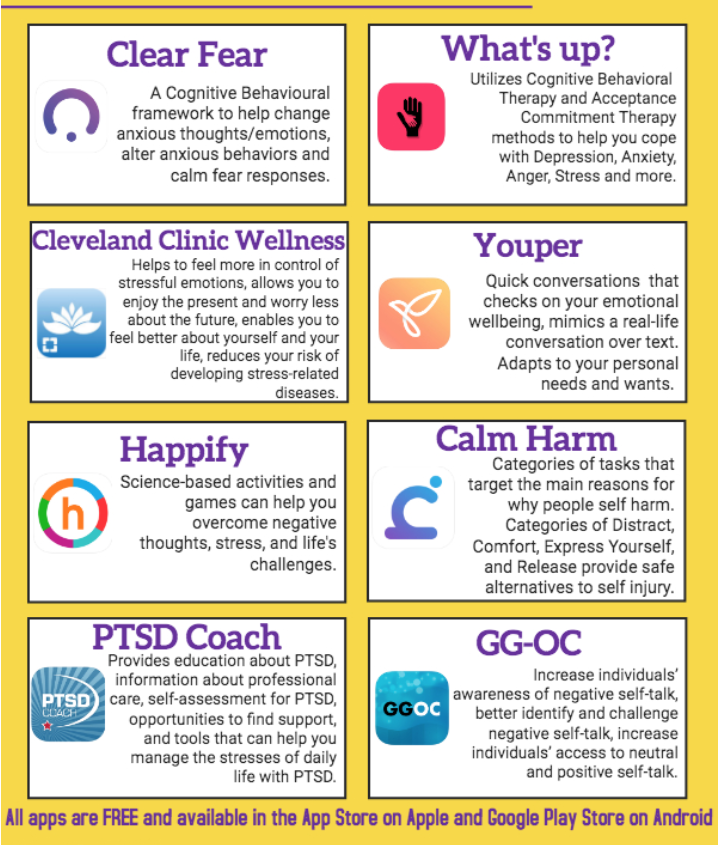 Clear Fear
A Cognitive Behavioural
framework to help change
anxious thoughts/emotions,
alter anxious behaviors and
calm fear responses.
What's up?
Utilizes Cognitive Behavioral
Therapy and Acceptance
Commitment Therapy
methods to help you cope
with Depression, Anxiety,
Anger, Stress and more.
Cleveland Clinic Wellness
Helps to feel more in control of
stressful emotions, allows you to
enjoy the present and worry less
about the future, enables you to
feel better about yourself and your
life, reduces your risk of
developing stress-related
diseases.
Youper
Quick conversations that
checks on your emotional
wellbeing, mimics a real-life
conversation over text.
Adapts to your personal
needs and wants.
Happify
h
Science-based activities and
games can help you
overcome negative
thoughts, stress, and life's
challenges.
Calm Harm
Categories of tasks that
target the main reasons for
why people self harm.
Categories of Distract,
Comfort, Express Yourself,
and Release provide safe
alternatives to self injury.
PTSD Coach
PTSD
COACH
Provides education about PTSD,
information about professional
care, self-assessment for PTSD,
opportunities to find support,
and tools that can help you
manage the stresses of daily
life with PTSD.
GG-OC
GGOC
Increase individuals'
awareness of negative self-talk,
better identify and challenge
negative self-talk, increase
individuals' access to neutral
and positive self-talk.
All apps are FREE and available in the App Store on Apple and Google Play Store on Android